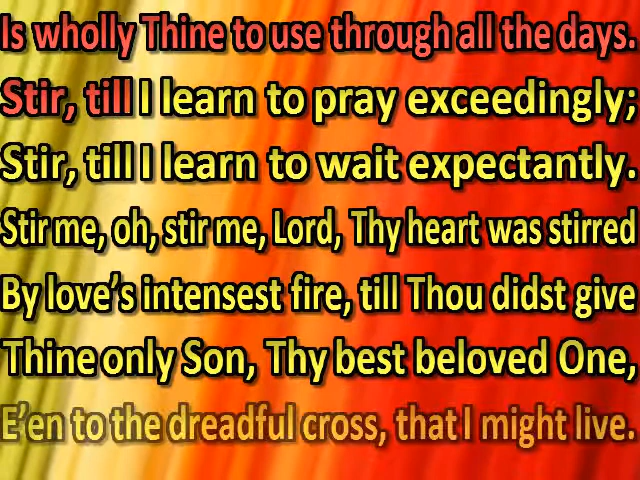 Is wholly Thine to use through all the days.
Stir, till I learn to pray exceedingly;
Stir, till I learn to wait expectantly.
Stir me, oh, stir me, Lord, Thy heart was stirred
By love's intensest fire, till Thou didst give
Thine only Son, Thy best beloved One,
E'en to the dreadful cross, that I might live.